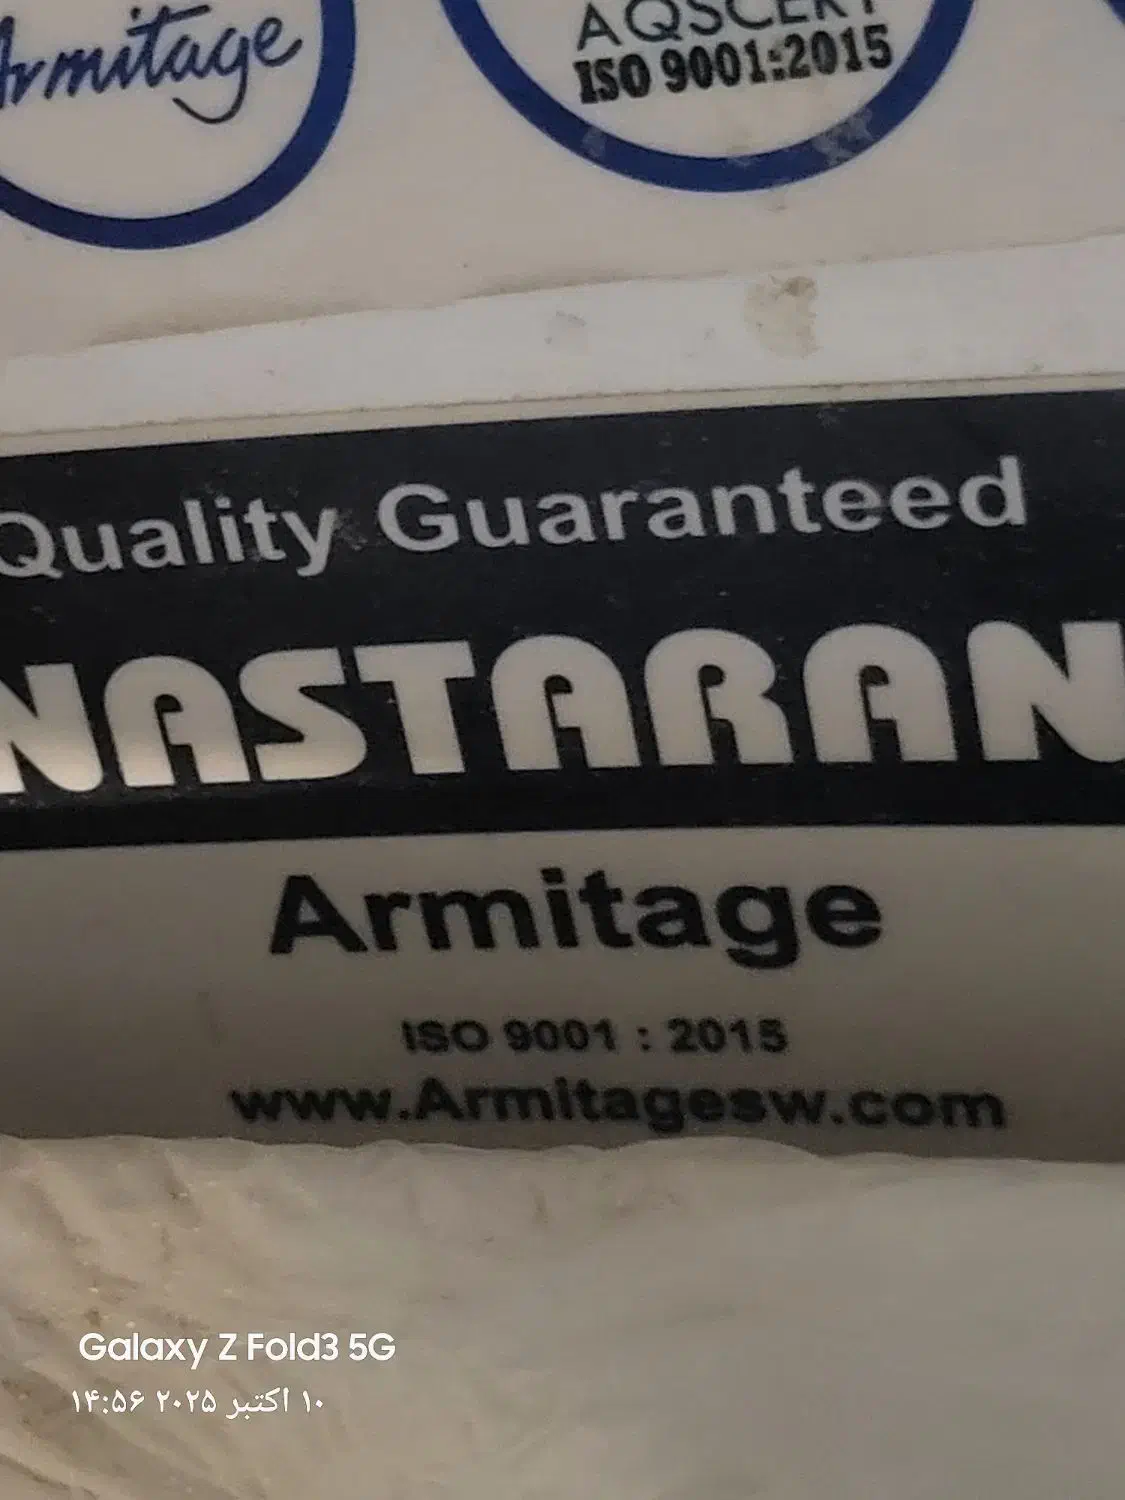 Armitage
AQSCERT
ISO 9001:2015
Quality Guaranteed
NASTARAN
Armitage
ISO 9001 : 2015
www.Armitagesw.com
Galaxy Z Fold3 5G
۱۰ اکتبر ۲۰۲۵ ۱۴:۵۶